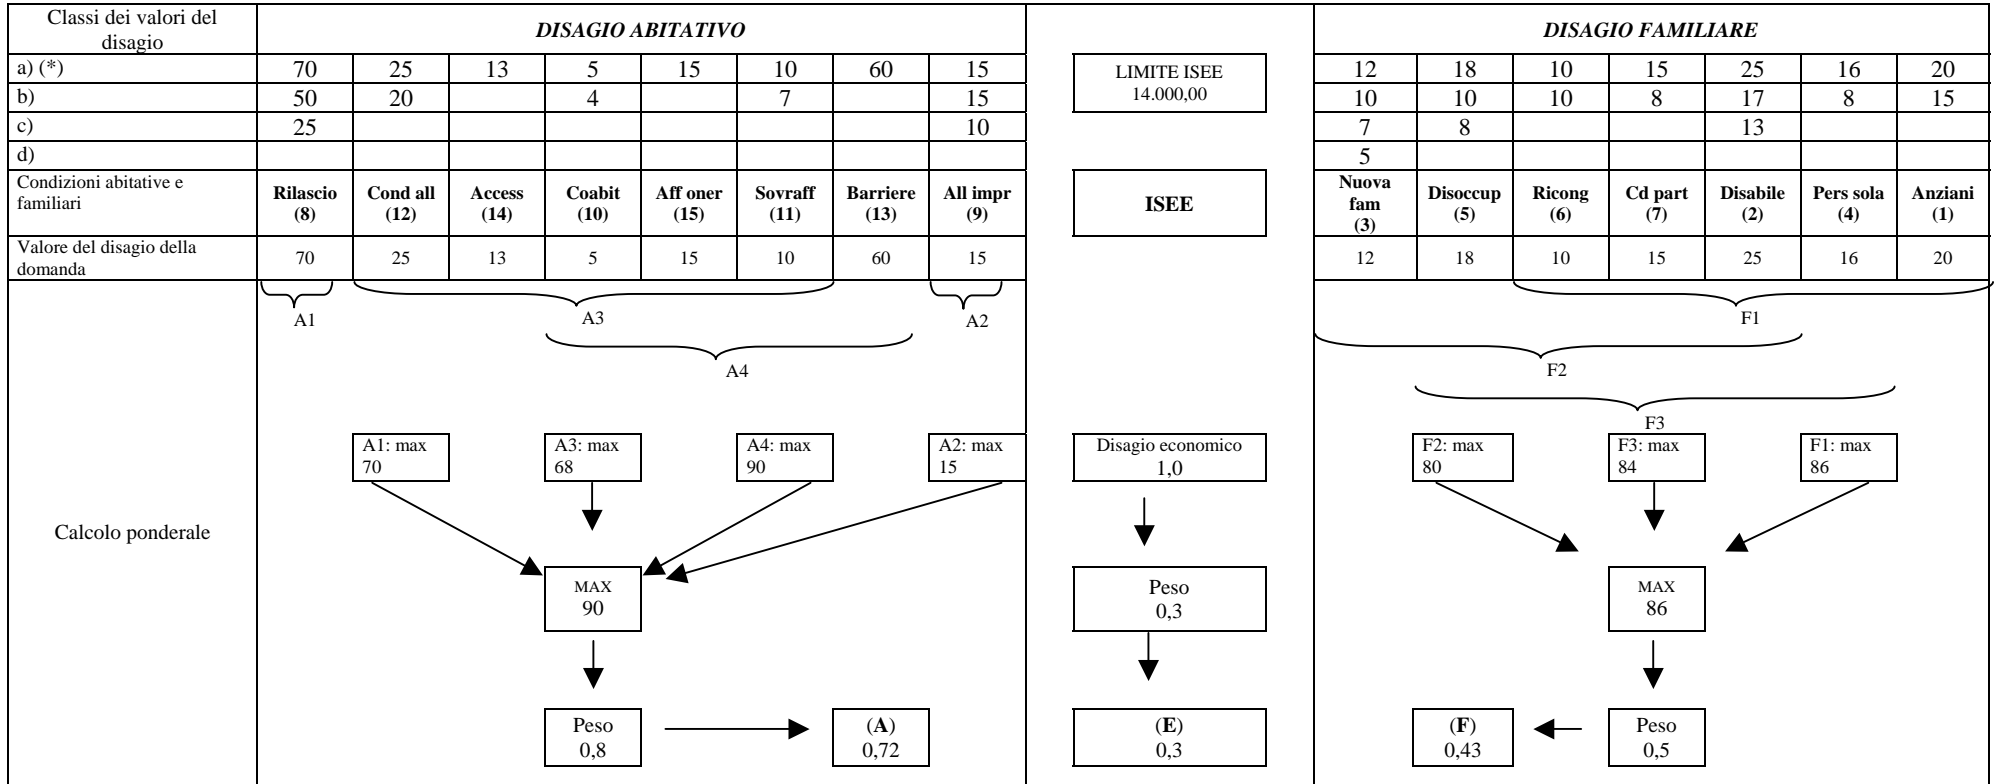 Classi dei valori del
disagio
DISAGIO ABITATIVO
DISAGIO FAMILIARE
a) (*) 70 25 13 5 15 10 60 15 LIMITE ISEE 12 18 10 15 25 16 20
b) 50 20 4 7 15 14.000,00 10 10 10 8 17 8 15
c) 25 10 7 8 13
d) 5
Condizioni abitative e
familiari
Rilascio
(8)
Cond all
(12)
Access
(14)
Coabit
(10)
Aff oner
(15)
Sovraff
(11)
Barriere
(13)
All impr
(9)
ISEE
Nuova
fam
(3)
Disoccup
(5)
Ricong
(6)
Cd part
(7)
Disabile
(2)
Pers sola
(4)
Anziani
(1)
Valore del disagio della
domanda
70 25 13 5 15 10 60 15 12 18 10 15 25 16 20
A1 A3 A2 F1
A4 F2
F3
A1: max
70
A3: max
68
A4: max
90
A2: max
15
Disagio economico
1,0
F2: max
80
F3: max
84
F1: max
86
Calcolo ponderale
MAX
90
Peso
0,3
MAX
86
Peso
0,8
(A)
0,72
(E)
0,3
(F)
0,43
Peso
0,5